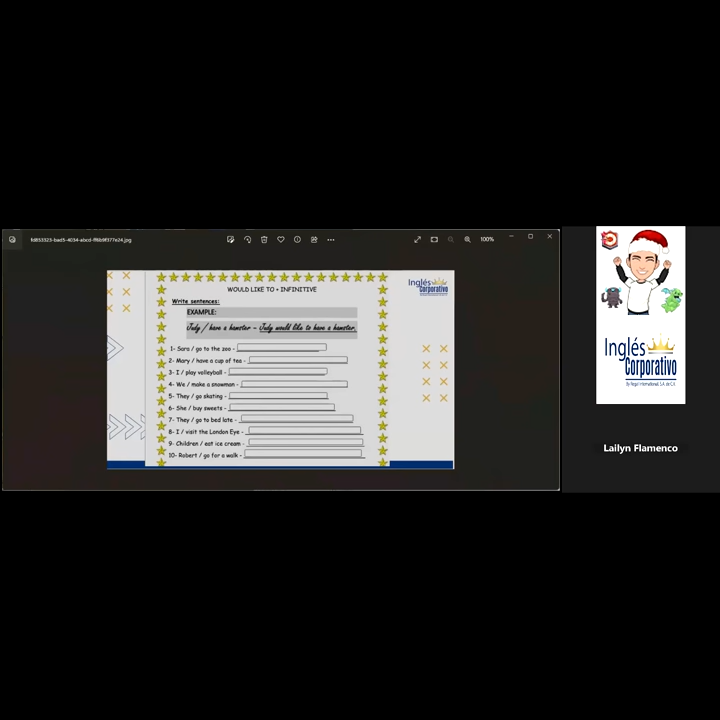 100%
WOULD LIKE TO + INFINITIVE
Inglés
Corporativo
Write sentences:
EXAMPLE:
Judy / have a hamster – Judy would like to have a hamster.
1- Sara / go to the zoo -
2- Mary / have a cup of tea -
3- I / play volleyball -
4- We / make a snowman -
5- They / go skating -
6- She / buy sweets -
7- They / go to bed late -
8- I / visit the London Eye -
9- Children / eat ice cream -
10- Robert / go for a walk -
Inglés
Corporativo
Lailyn Flamenco